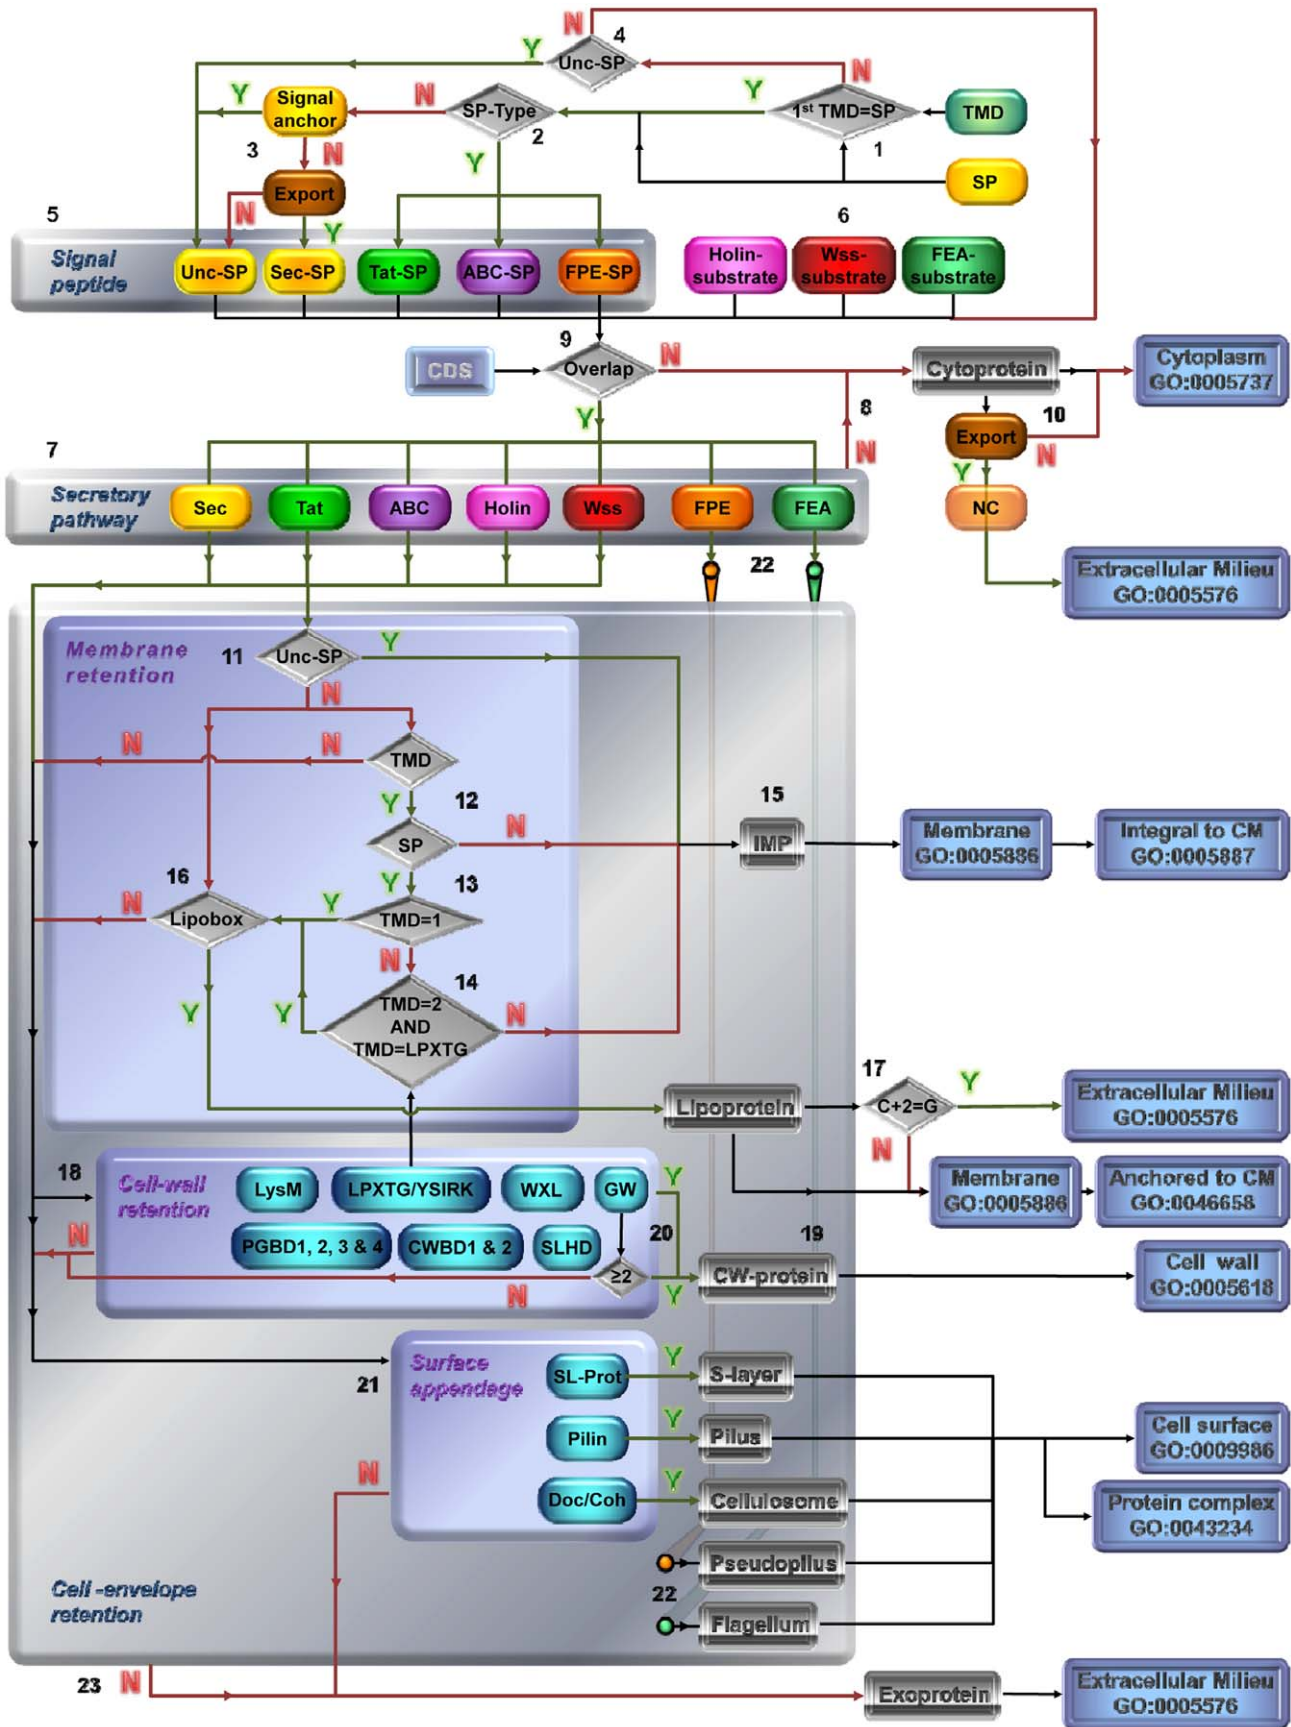 N
4
Y
Unc-SP
N
Y
Signal
anchor
N
SP-Type
Y
1st TMD=SP
TMD
3
N
2
1
Y
Export
SP
5
N
Y
6
Signal
peptide
Unc-SP
Sec-SP
Tat-SP
ABC-SP
FPE-SP
Holin-
substrate
Wss-
substrate
FEA-
substrate
9
CDS
Overlap
N
Cytoprotein
Cytoplasm
GO:0005737
Y
8
10
Export
N
7
N
Y
Secretory
pathway
Sec
Tat
ABC
Holin
Wss
FPE
FEA
NC
22
Extracellular Milieu
GO:0005576
Membrane
retention
11
Unc-SP
Y
N
N
N
TMD
Y
12
15
SP
N
IMP
Membrane
GO:0005886
Integral to CM
GO:0005887
16
Y
13
N
Lipobox
Y
TMD=1
N
14
Y
Y
TMD=2
AND
TMD=LPXTG
N
17
Y
Lipoprotein
C+2=G
Extracellular Milieu
GO:0005576
N
18
Cell-wall
retention
LysM
LPXTG/YSIRK
WXL
GW
Y
Membrane
GO:0005886
Anchored to CM
GO:0046658
N
PGBD1, 2, 3 & 4
CWBD1 & 2
SLHD
20
19
≥2
N
Y
CW-protein
Cell wall
GO:0005618
Surface
appendage
21
SL-Prot
Y
S-layer
Pilin
Y
Pilus
Cell surface
GO:0009986
N
Doc/Coh
Y
Cellulosome
Protein complex
GO:0043234
Pseudopilus
Cell -envelope
retention
22
Flagellum
23
N
Exoprotein
Extracellular Milieu
GO:0005576